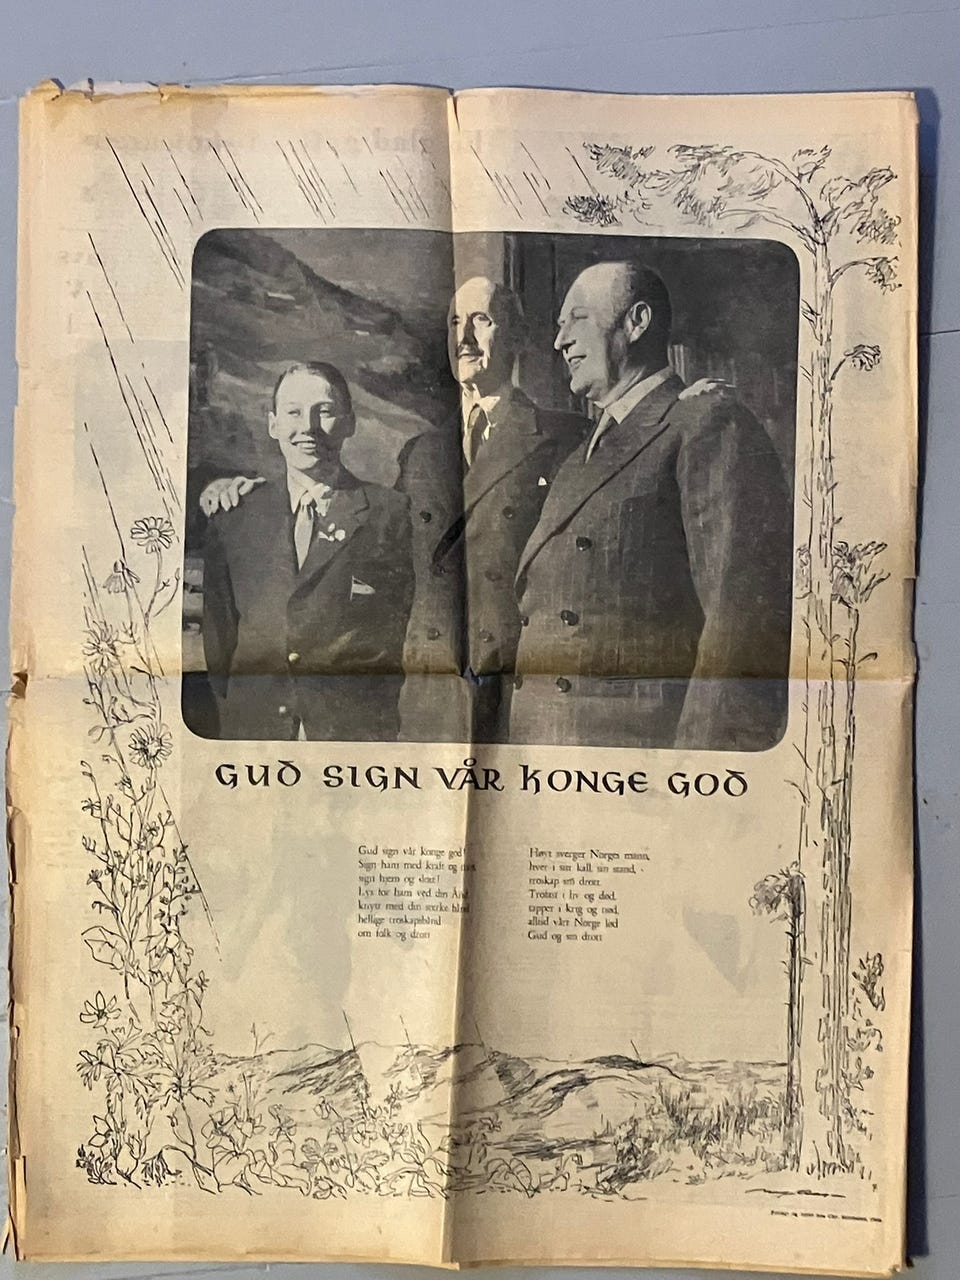 GUD SIGN VÅR KONGE GOD
Gud sign vår konge god!
Sign ham med kraft og
sign hjem og slott!
Lys for ham ved din Ånd
knytt med din sterke hånd
hellige troskapsbånd
om folk og drott
Høyt sverger Norges mann,
hver i sitt kall, sin stand,
troskap sin drott.
Trofast i liv og død,
tapper i krig og nød,
alltid vårt Norge lød
Gud og sin drott